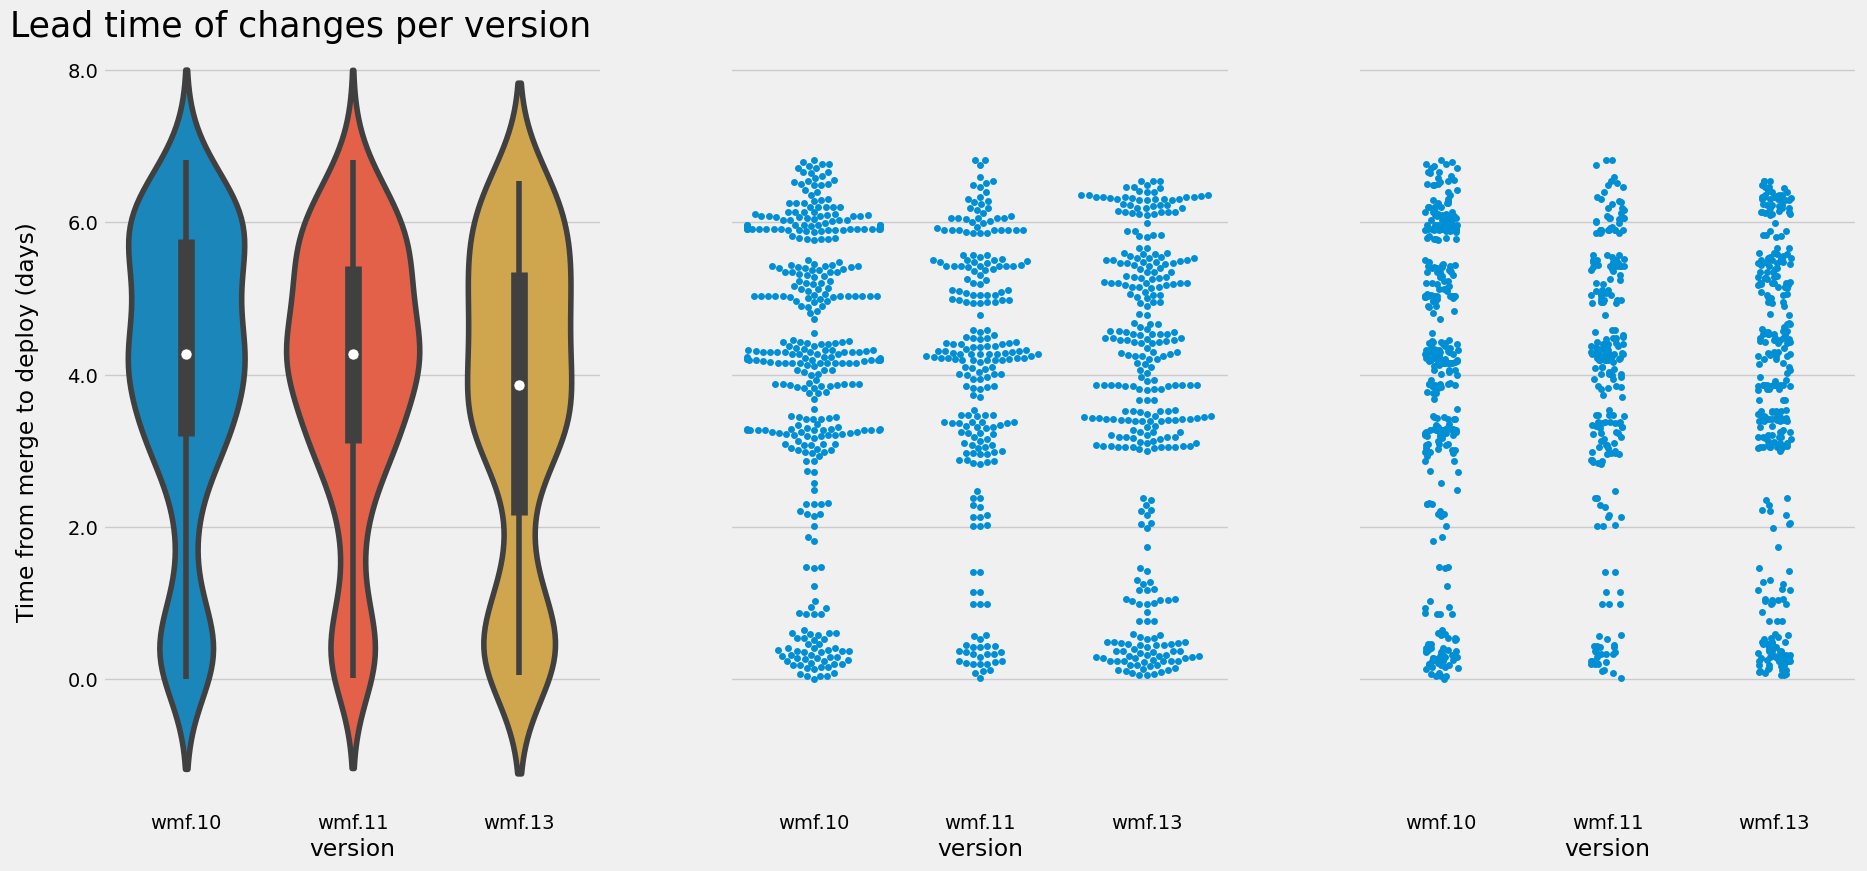 Lead time of changes per version
Time from merge to deploy (days)
8.0
6.0
4.0
2.0
0.0
wmf.10 wmf.11 wmf.13
version
wmf.10 wmf.11 wmf.13
version
wmf.10 wmf.11 wmf.13
version